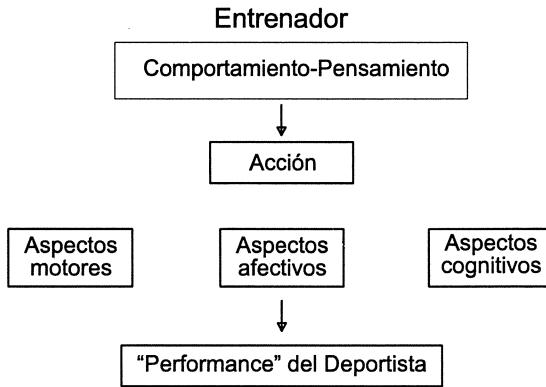 Entrenador
Comportamiento-Pensamiento
Acción
Aspectos motores
Aspectos afectivos
Aspectos cognitivos
“Performance” del Deportista